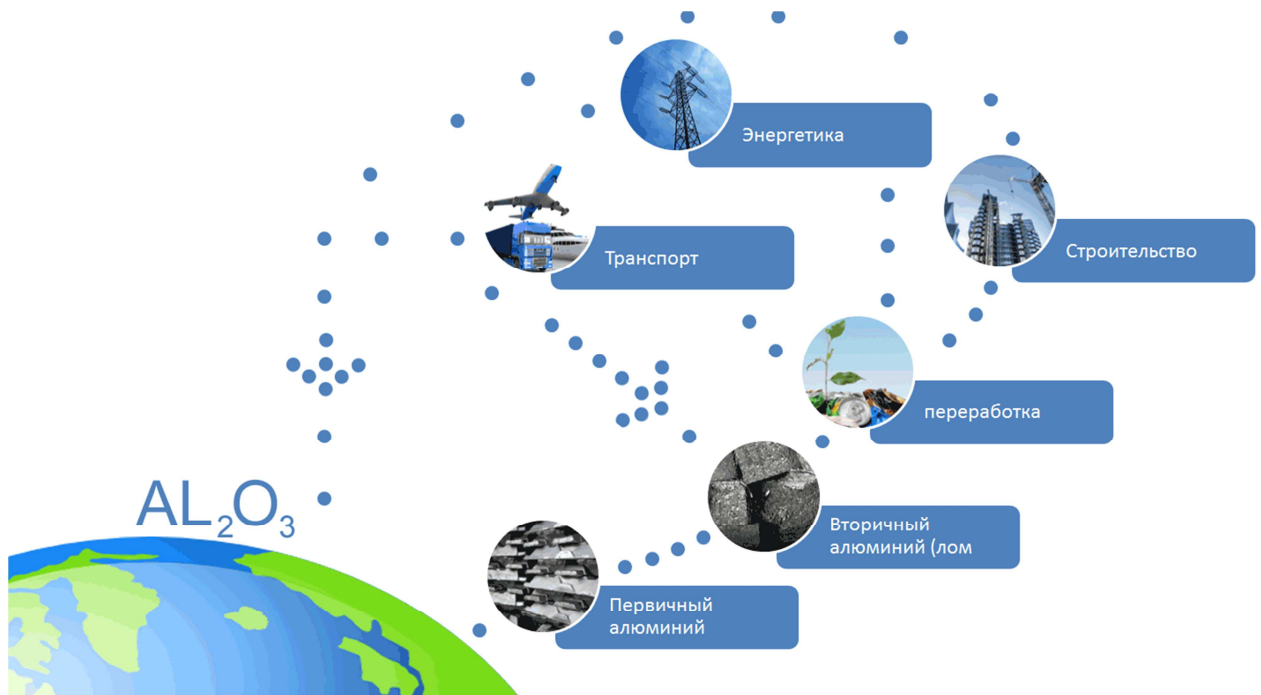 Энергетика
Строительство
Транспорт
переработка
AL₂O₃
Вторичный
алюминий (лом
Первичный
алюминий